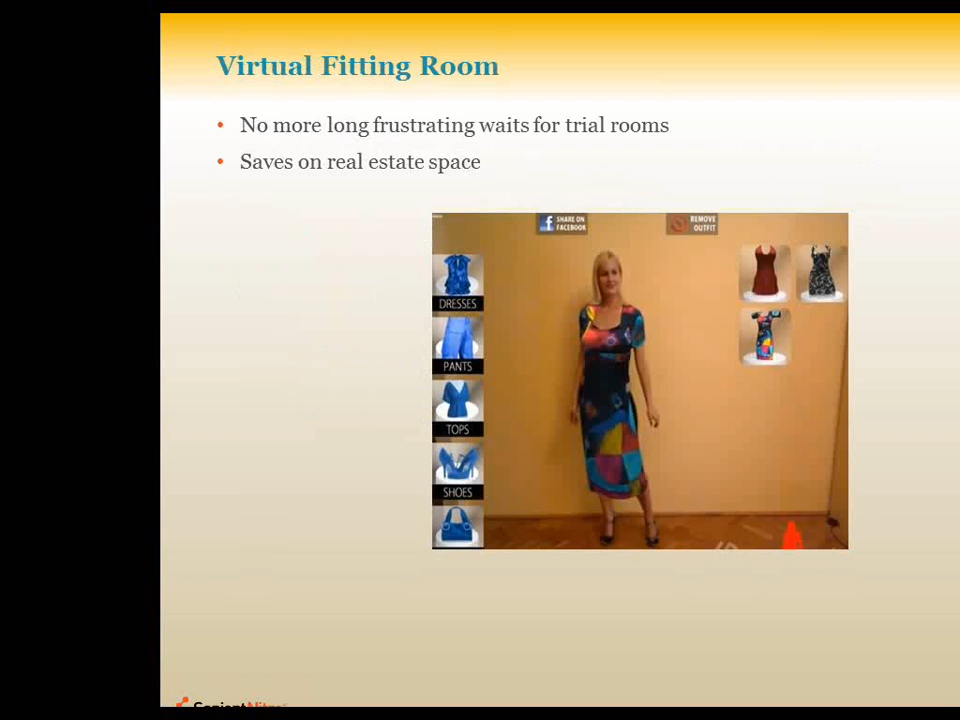 Virtual Fitting Room
• No more long frustrating waits for trial rooms
• Saves on real estate space
SHARE ON
FACEBOOK
REMOVE
OUTFIT
DRESSES
PANTS
TOPS
SHOES